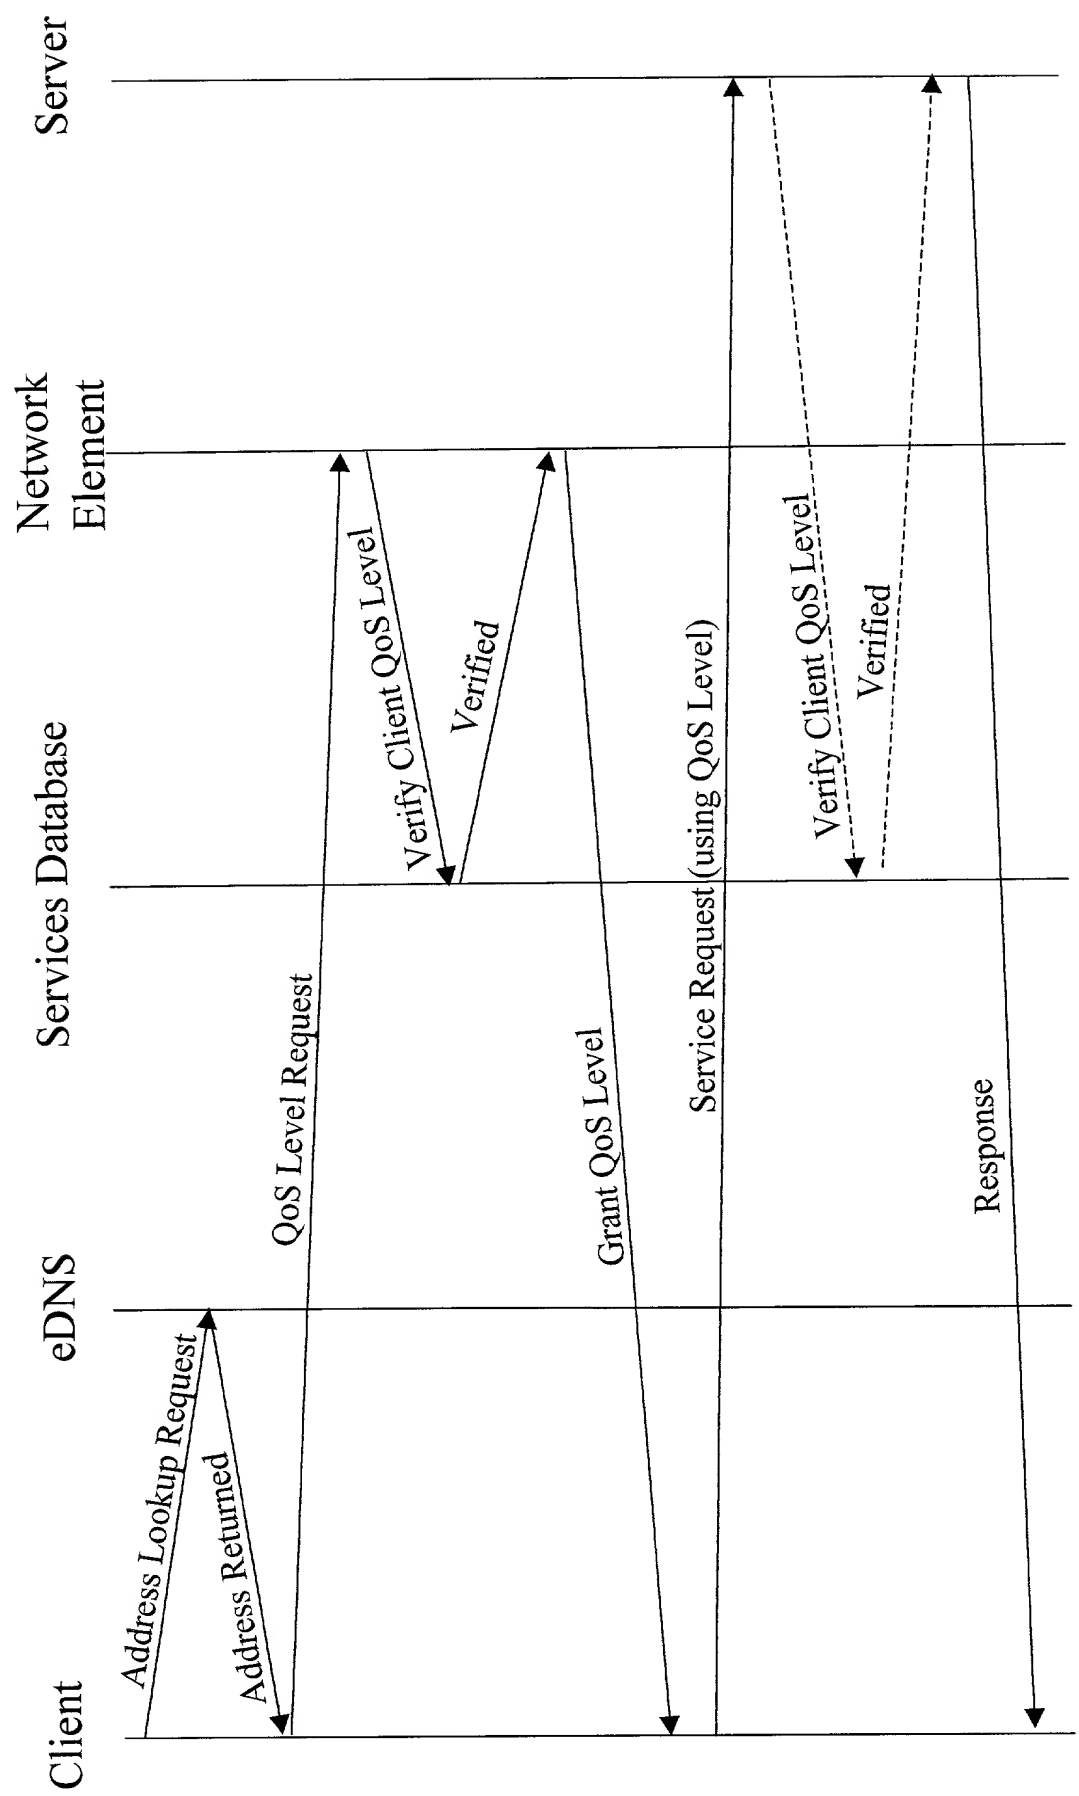 Client
eDNS
Services Database
Network
Element
Server
Address Lookup Request
Address Returned
QoS Level Request
Verify Client QoS Level
Verified
Grant QoS Level
Service Request (using QoS Level)
Verify Client QoS Level
Verified
Response